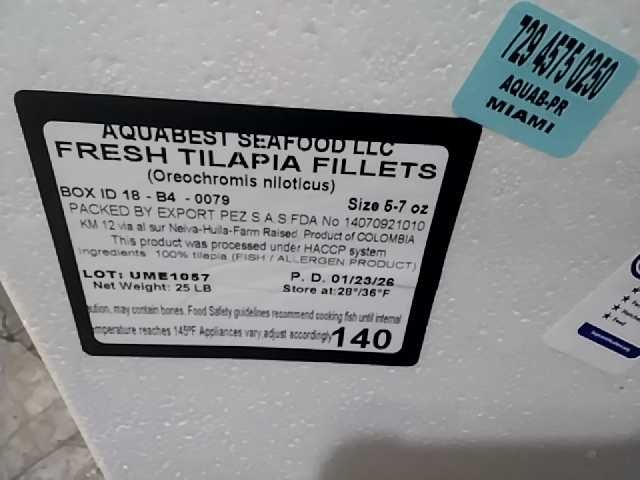 729 4575 0250
AQUAB-PR
MIAMI
AQUABEST SEAFOOD LLC
FRESH TILAPIA FILLETS
(Oreochromis niloticus)
BOX ID 18 - B4 - 0079 Size 5-7 oz
PACKED BY EXPORT PEZ S.A.S.FDA No 14070921010
KM 12 via al sur Neiva-Huila-Farm Raised, Product of COLOMBIA
This product was processed under HACCP system
Ingredients 100% tilapia (FISH / ALLERGEN PRODUCT)
LOT: UME1057 P. D. 01/23/26
Net Weight: 25 LB Store at:28°/36°F
may contain bones. Food Safety guidelines recommend cooking fish until internal
reaches 145ºF Appliances vary,adjust accordingly 140